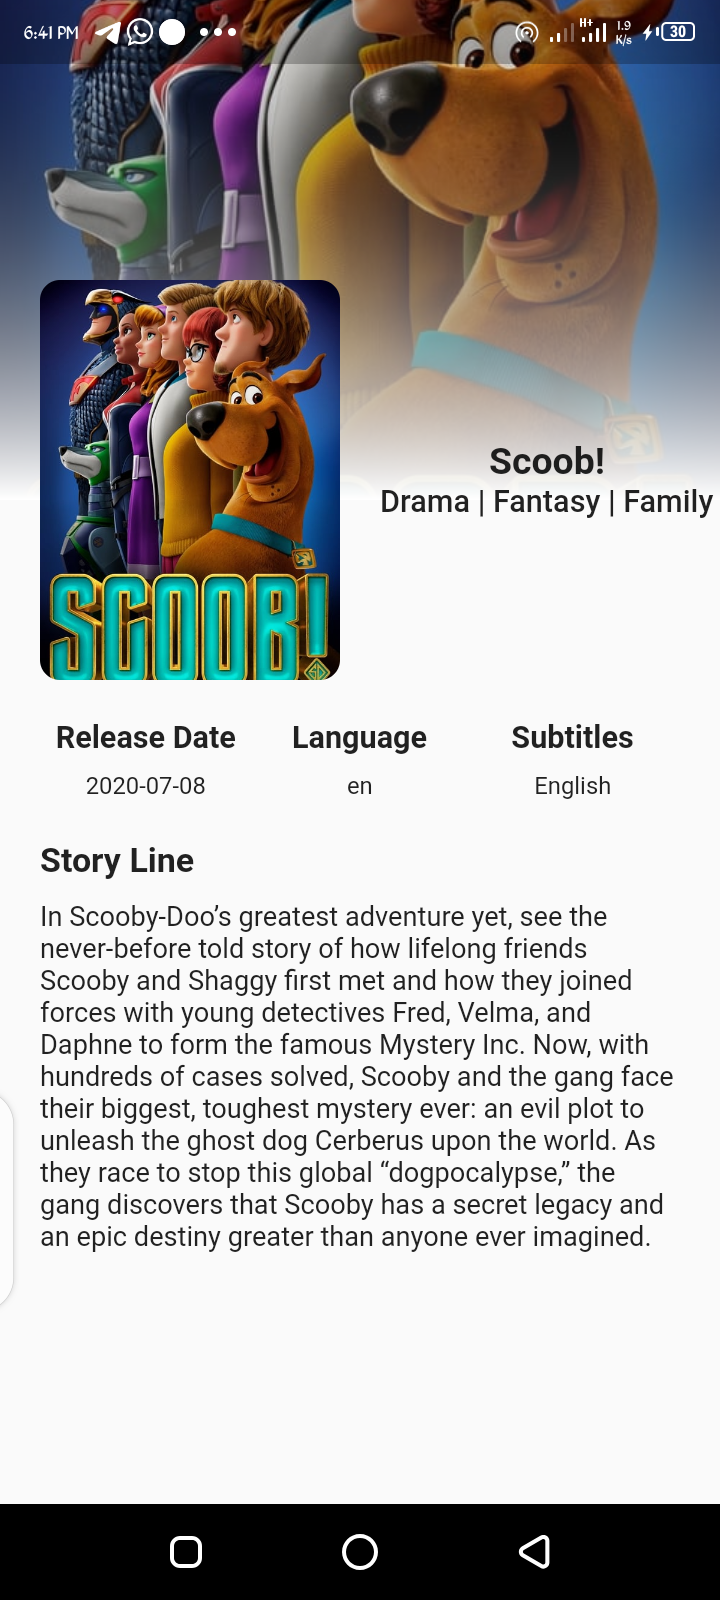 6:41 PM H+ 1.9 K/s 30
SCOOB!
SD
Scoob!
Drama | Fantasy | Family
Release Date Language Subtitles
2020-07-08 en English
Story Line
In Scooby-Doo’s greatest adventure yet, see the
never-before told story of how lifelong friends
Scooby and Shaggy first met and how they joined
forces with young detectives Fred, Velma, and
Daphne to form the famous Mystery Inc. Now, with
hundreds of cases solved, Scooby and the gang face
their biggest, toughest mystery ever: an evil plot to
unleash the ghost dog Cerberus upon the world. As
they race to stop this global “dogpocalypse,” the
gang discovers that Scooby has a secret legacy and
an epic destiny greater than anyone ever imagined.